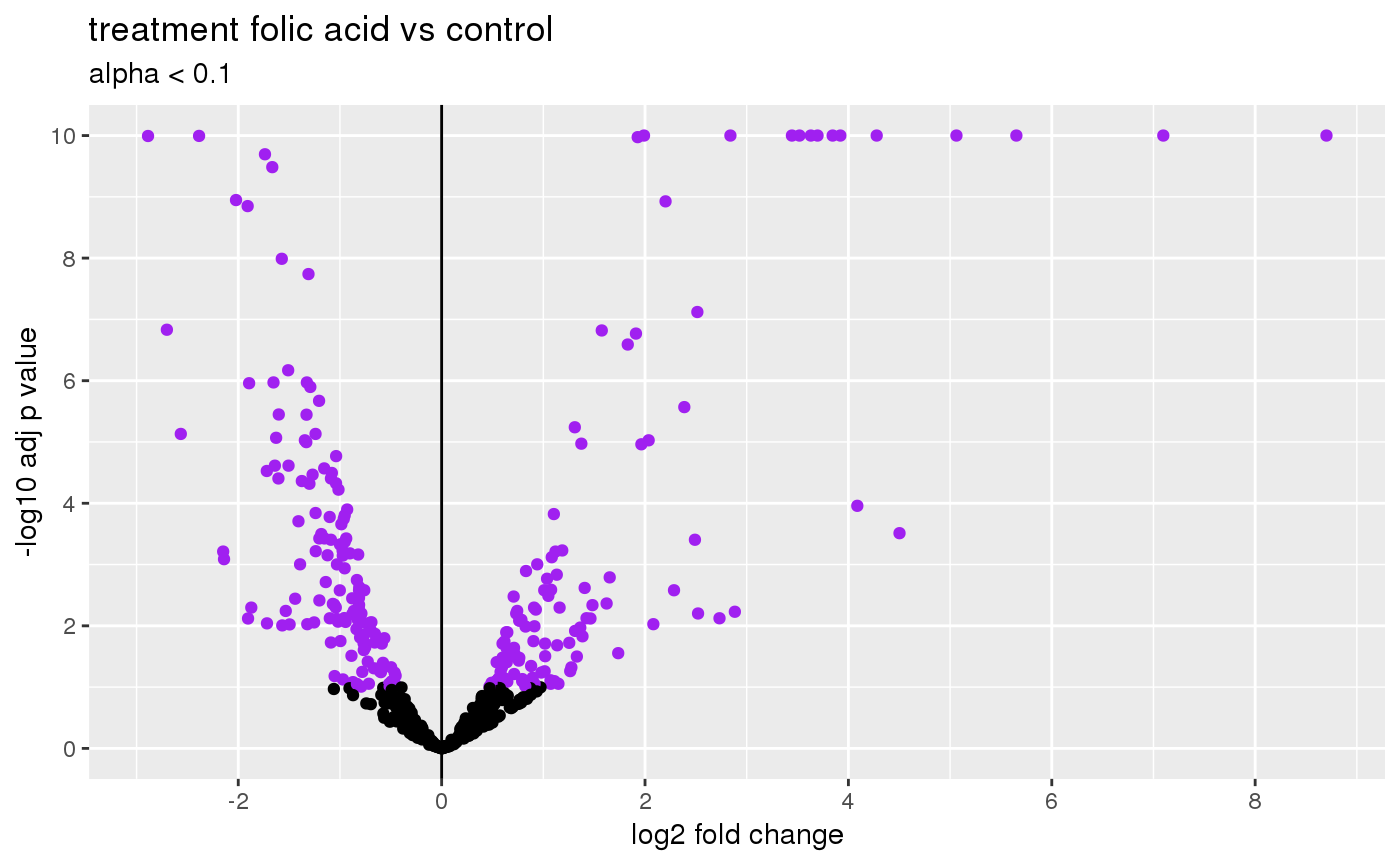 treatment folic acid vs control
alpha < 0.1
-log10 adj p value
10
8
6
4
2
0
-2 0 2 4 6 8
log2 fold change